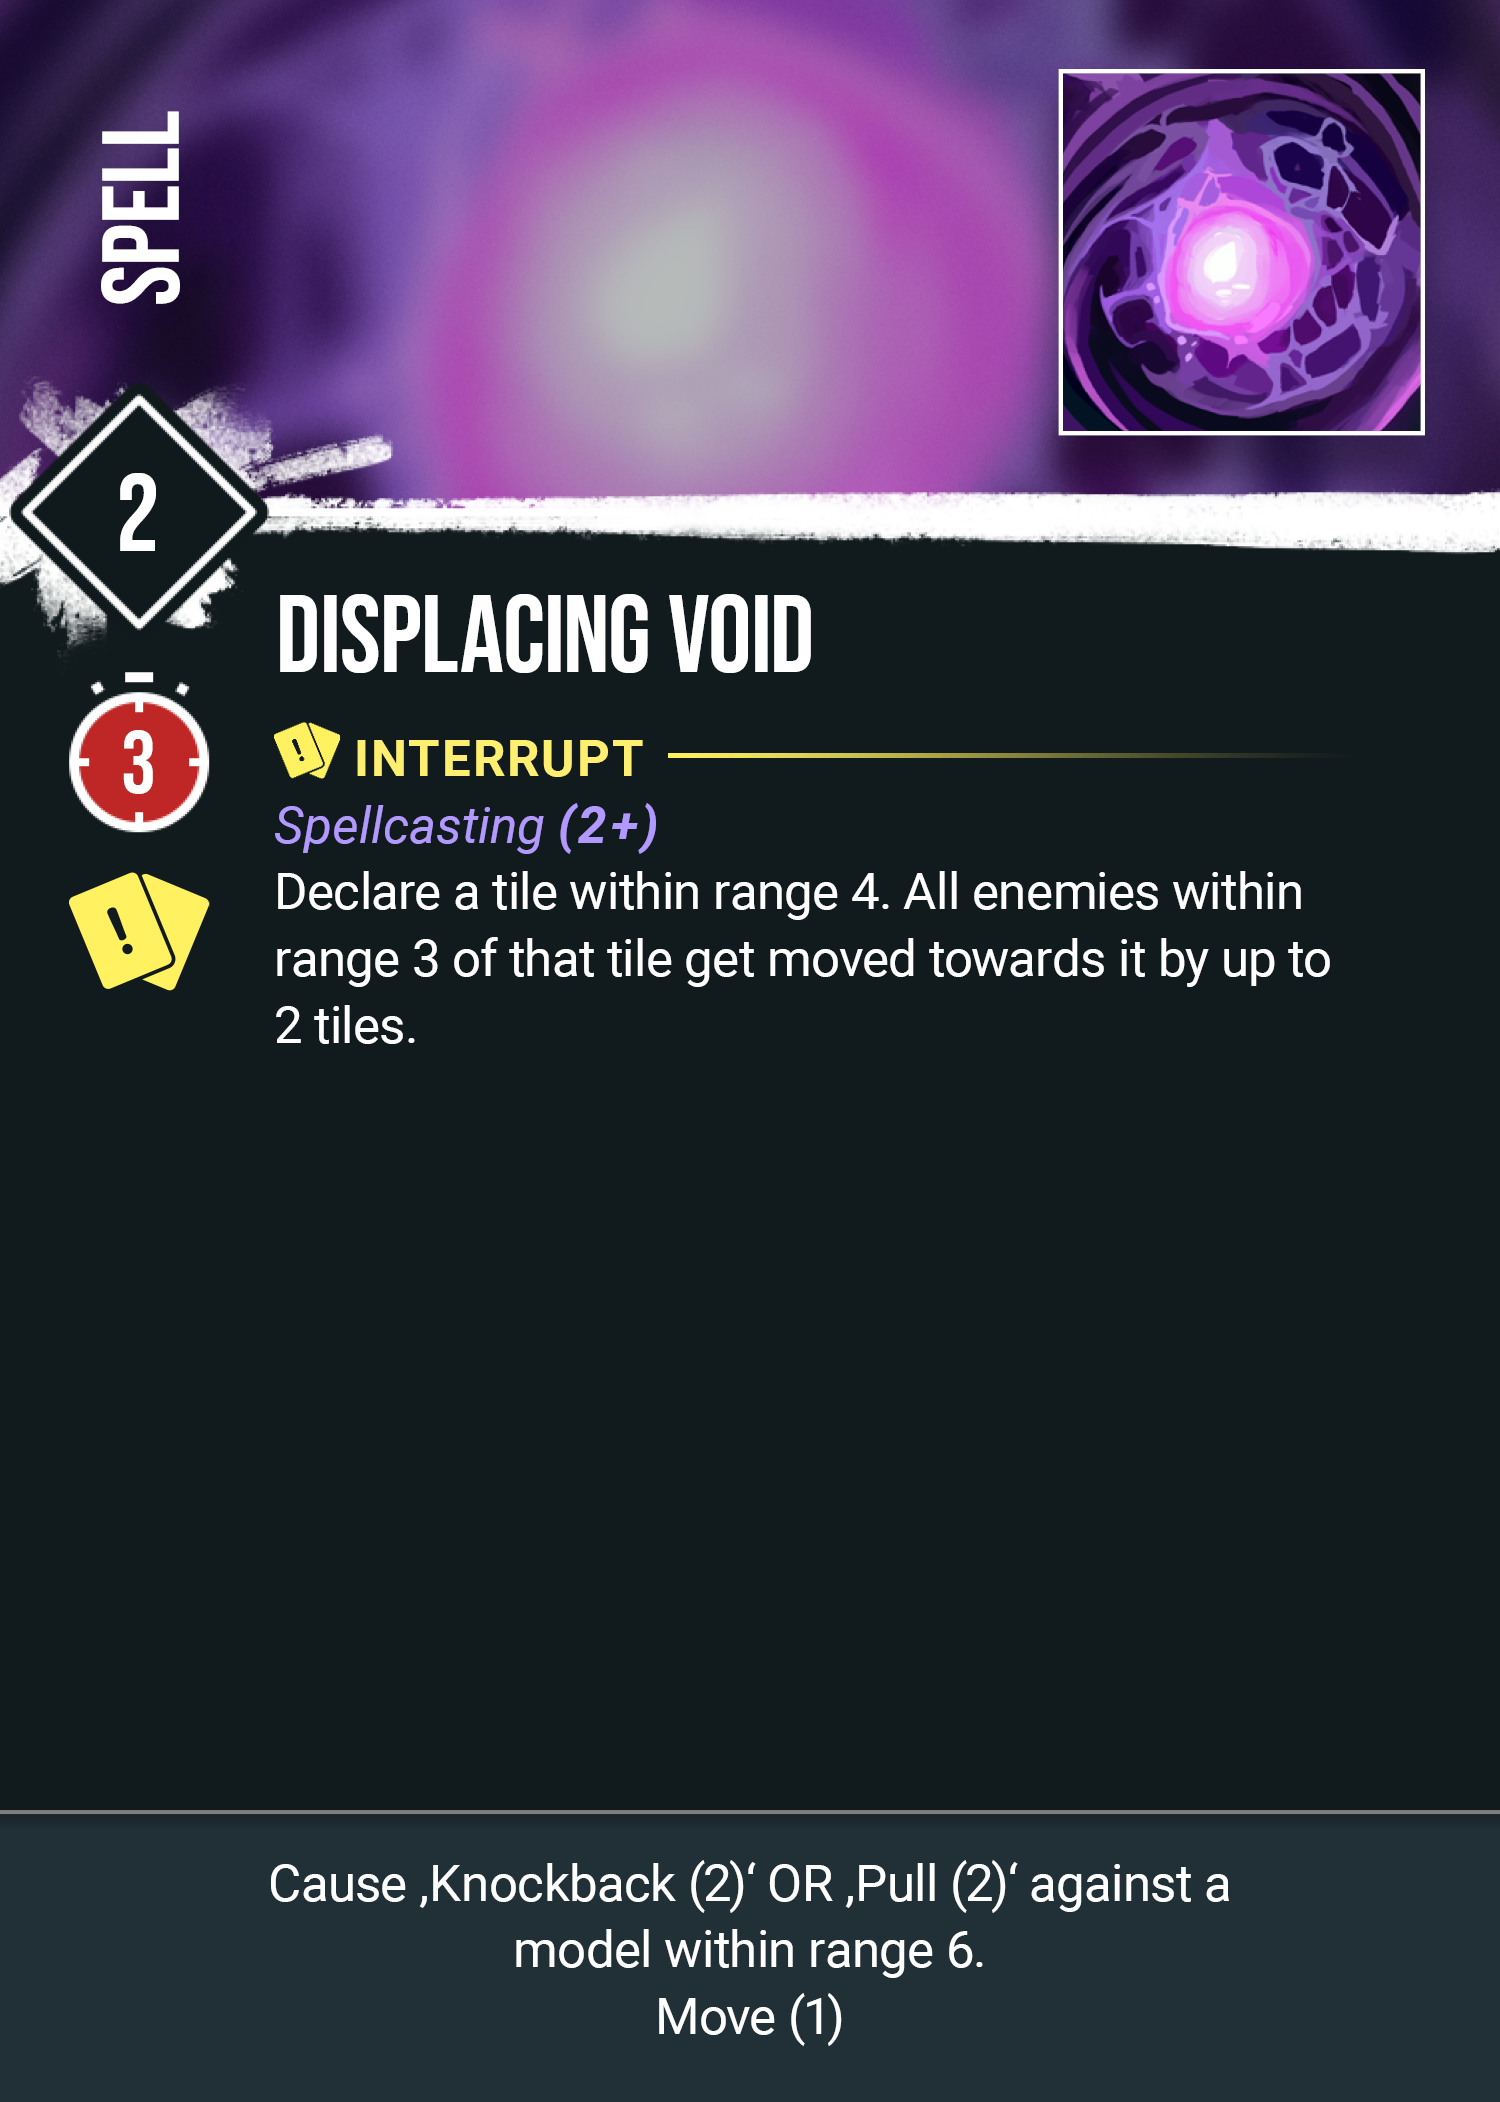 SPELL
2
DISPLACING VOID
3
! INTERRUPT
Spellcasting (2+)
!
Declare a tile within range 4. All enemies within
range 3 of that tile get moved towards it by up to
2 tiles.
Cause ‚Knockback (2)‘ OR ‚Pull (2)‘ against a
model within range 6.
Move (1)